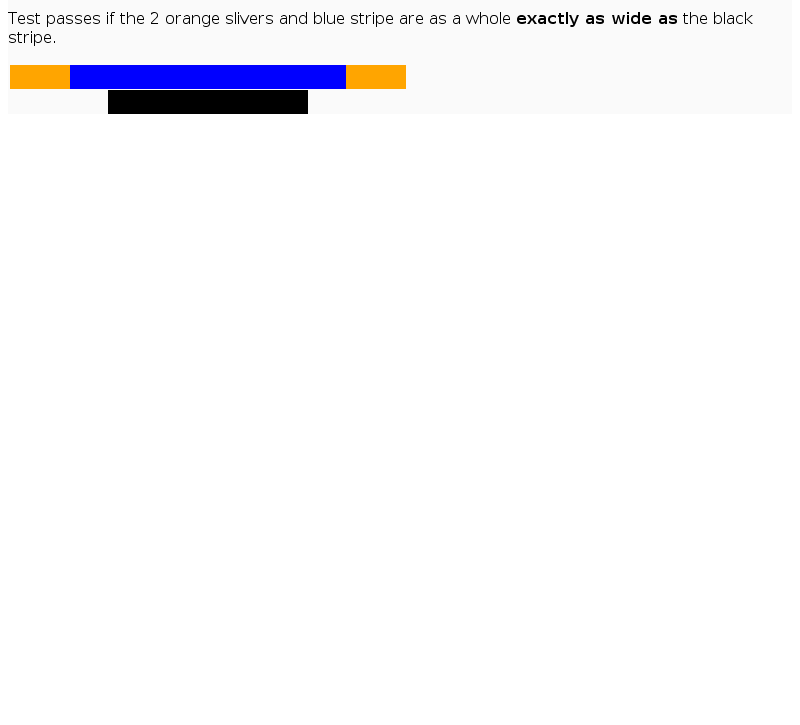 Test passes if the 2 orange slivers and blue stripe are as a whole exactly as wide as the black
stripe.